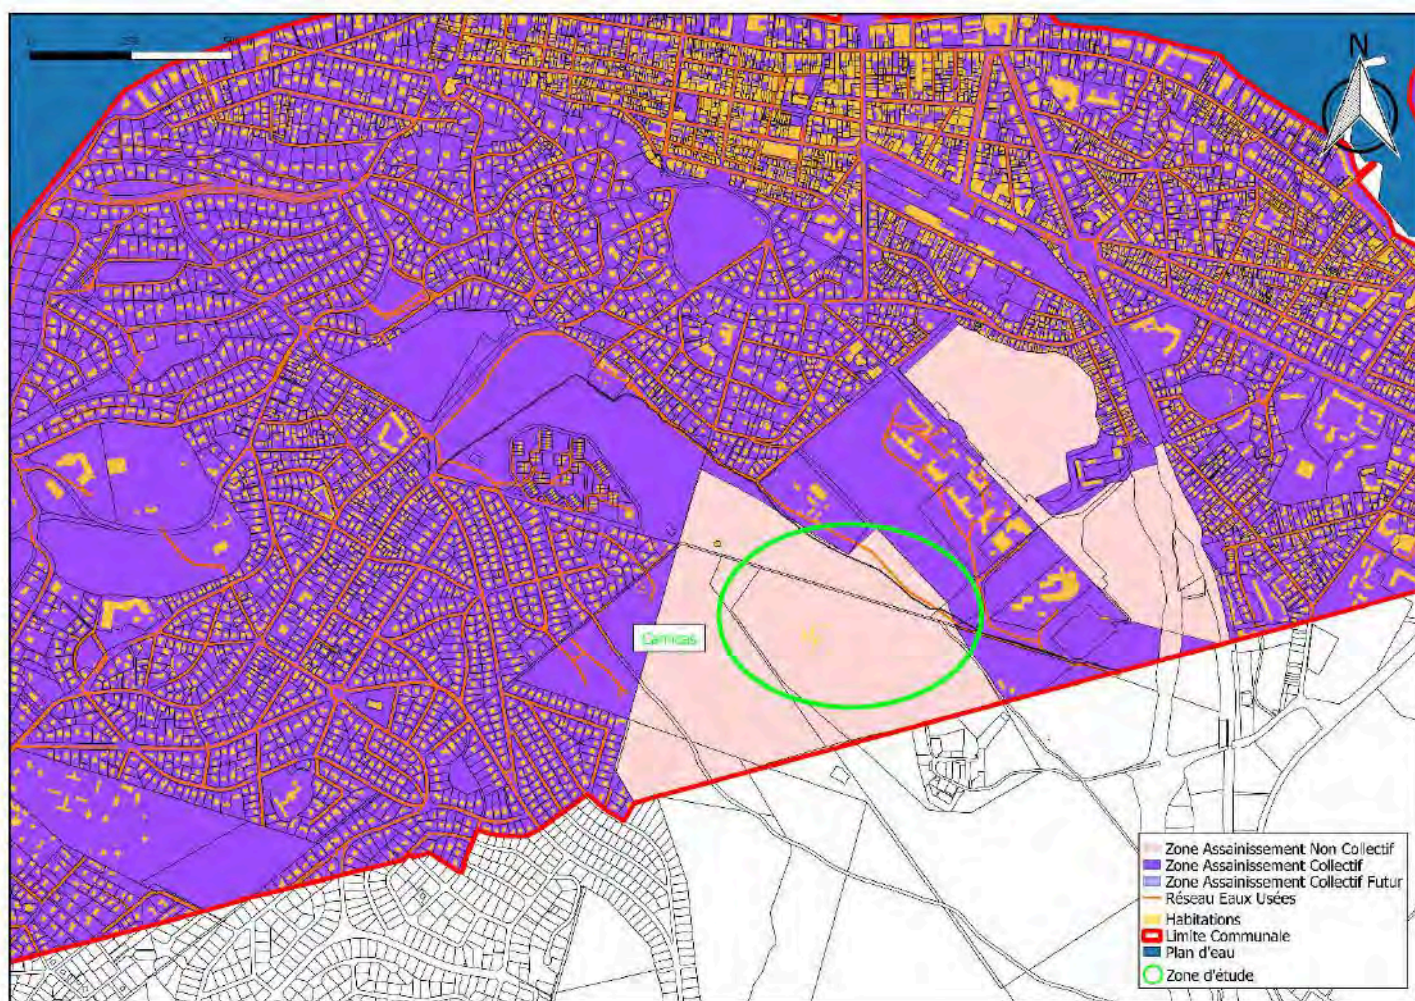 N
Camicas
Zone Assainissement Non Collectif
Zone Assainissement Collectif
Zone Assainissement Collectif Futur
Réseau Eaux Usées
Habitations
Limite Communale
Plan d'eau
Zone d'étude